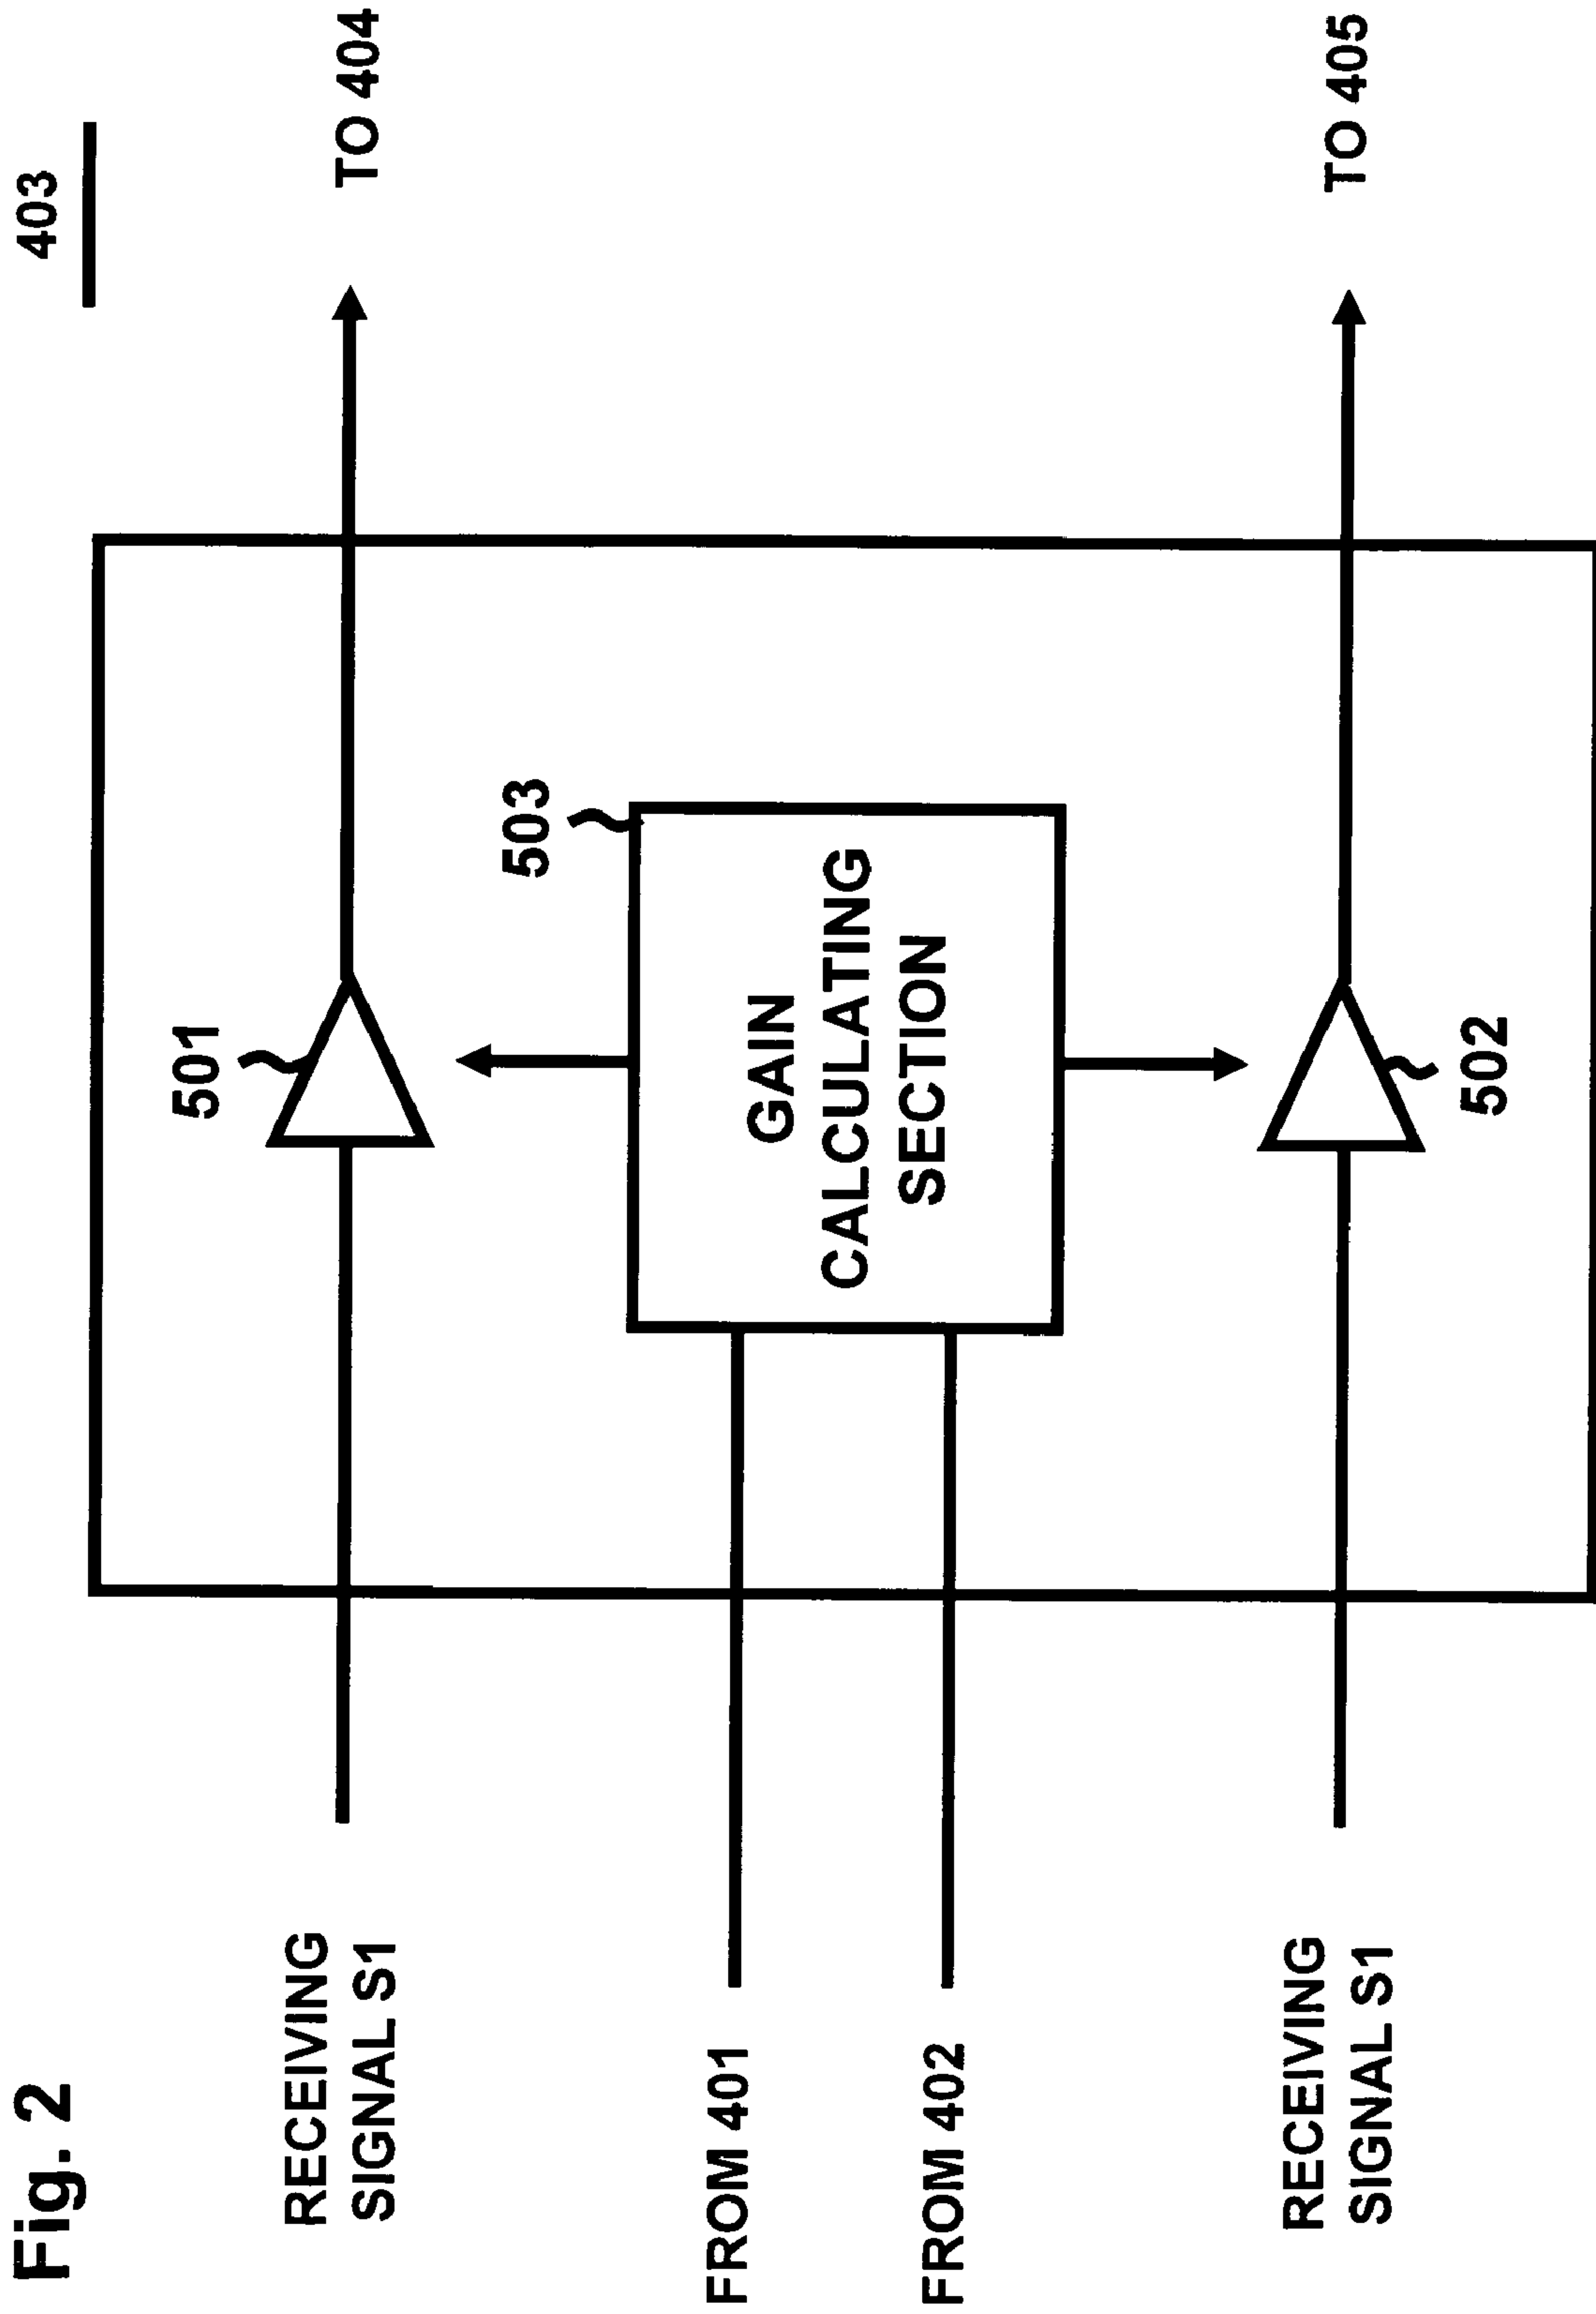 Fig. 2
403
RECEIVING
SIGNAL S1
501
TO 404
503
FROM 401
GAIN
CALCULATING
SECTION
FROM 402
RECEIVING
SIGNAL S1
502
TO 405